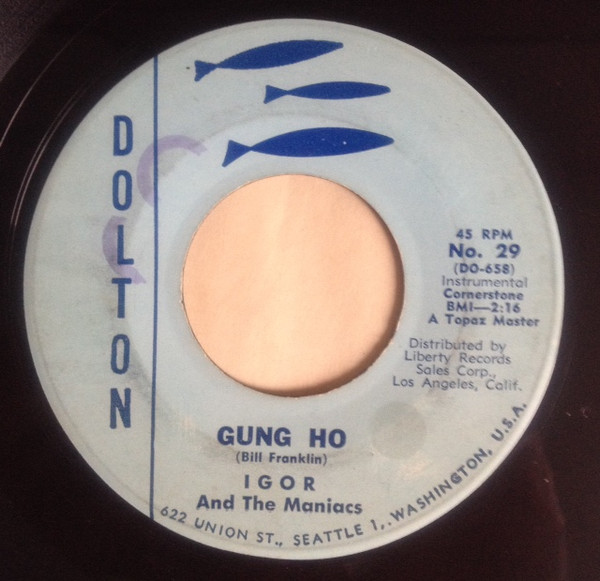 DOLTON
45 RPM
No. 29
(DO-658)
Instrumental
Cornerstone
BMI—2:16
A Topaz Master
Distributed by
Liberty Records
Sales Corp.,
Los Angeles, Calif.
GUNG HO
(Bill Franklin)
IGOR
And The Maniacs
622 UNION ST., SEATTLE 1,. WASHINGTON, U.S.A.